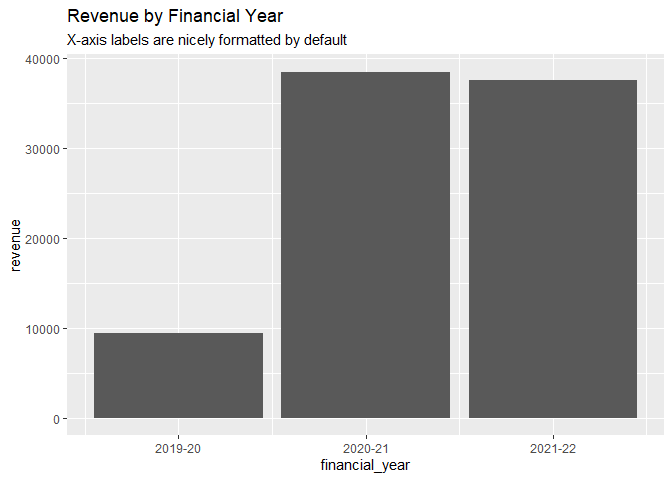 Revenue by Financial Year
X-axis labels are nicely formatted by default
40000
30000
20000
10000
0
revenue
2019-20 2020-21 2021-22
financial_year